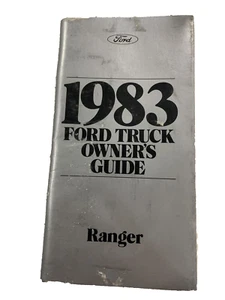 Ford
1983
FORD TRUCK
OWNER'S
GUIDE
Ranger